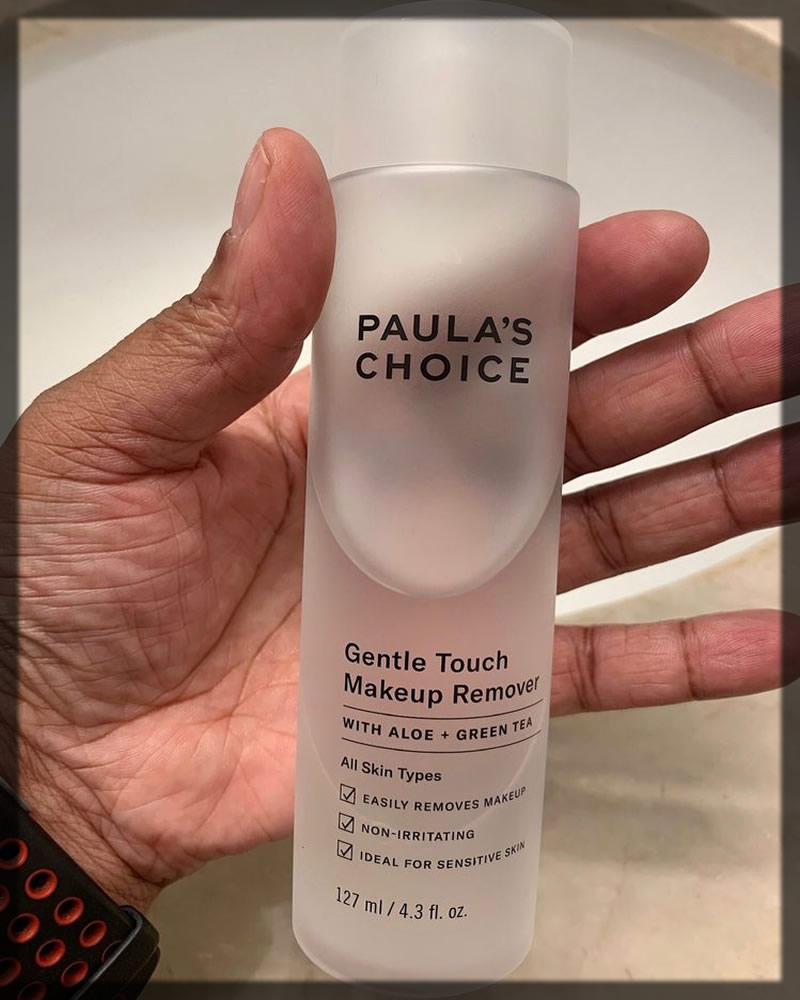 PAULA'S
CHOICE
Gentle Touch
Makeup Remover
WITH ALOE + GREEN TEA
All Skin Types
EASILY REMOVES MAKEUP
NON-IRRITATING
IDEAL FOR SENSITIVE SKIN
127 ml / 4.3 fl. oz.